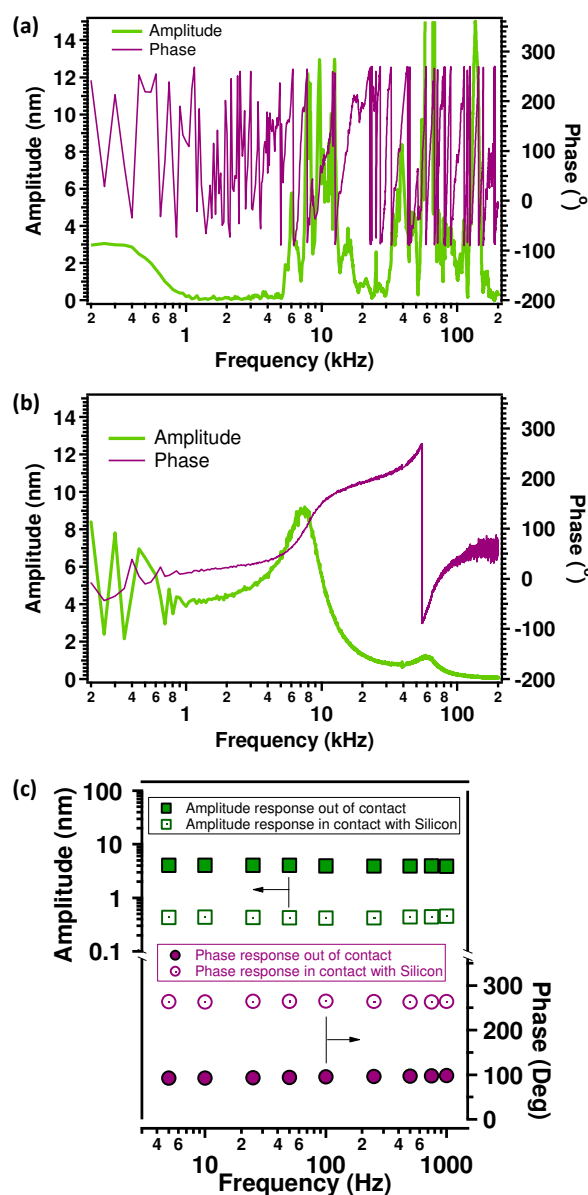 (a)
Amplitude
Phase
14
12
10
8
6
4
2
0
Amplitude (nm)
300
200
100
0
-100
-200
Phase (°)
2 4 6 8 1 2 4 6 8 10 2 4 6 8 100 2
Frequency (kHz)
(b)
Amplitude
Phase
14
12
10
8
6
4
2
0
Amplitude (nm)
300
200
100
0
-100
-200
Phase (°)
2 4 6 8 1 2 4 6 8 10 2 4 6 8 100 2
Frequency (kHz)
(c)
Amplitude response out of contact
Amplitude response in contact with Silicon
100
10
1
0.1
Amplitude (nm)
Phase response out of contact
Phase response in contact with Silicon
300
200
100
0
Phase (Deg)
4 6 10 2 4 6 100 2 4 6 1000
Frequency (Hz)